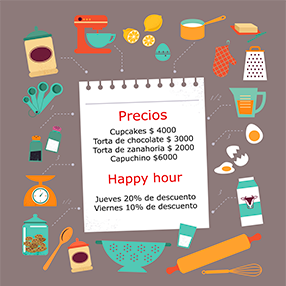 Precios
Cupcakes $ 4000
Torta de chocolate $ 3000
Torta de zanahoria $ 2000
Capuchino $6000
Happy hour
Jueves 20% de descuento
Viernes 10% de descuento